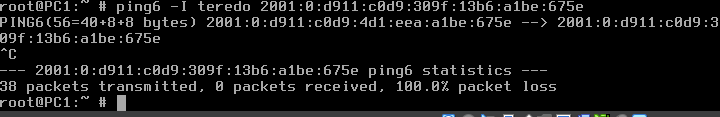 root@PC1:~ # ping6 -I teredo 2001:0:d911:c0d9:309f:13b6:a1be:675e
PING6(56=40+8+8 bytes) 2001:0:d911:c0d9:4d1:eea:a1be:675e --> 2001:0:d911:c0d9:3
09f:13b6:a1be:675e
^C
--- 2001:0:d911:c0d9:309f:13b6:a1be:675e ping6 statistics ---
38 packets transmitted, 0 packets received, 100.0% packet loss
root@PC1:~ #